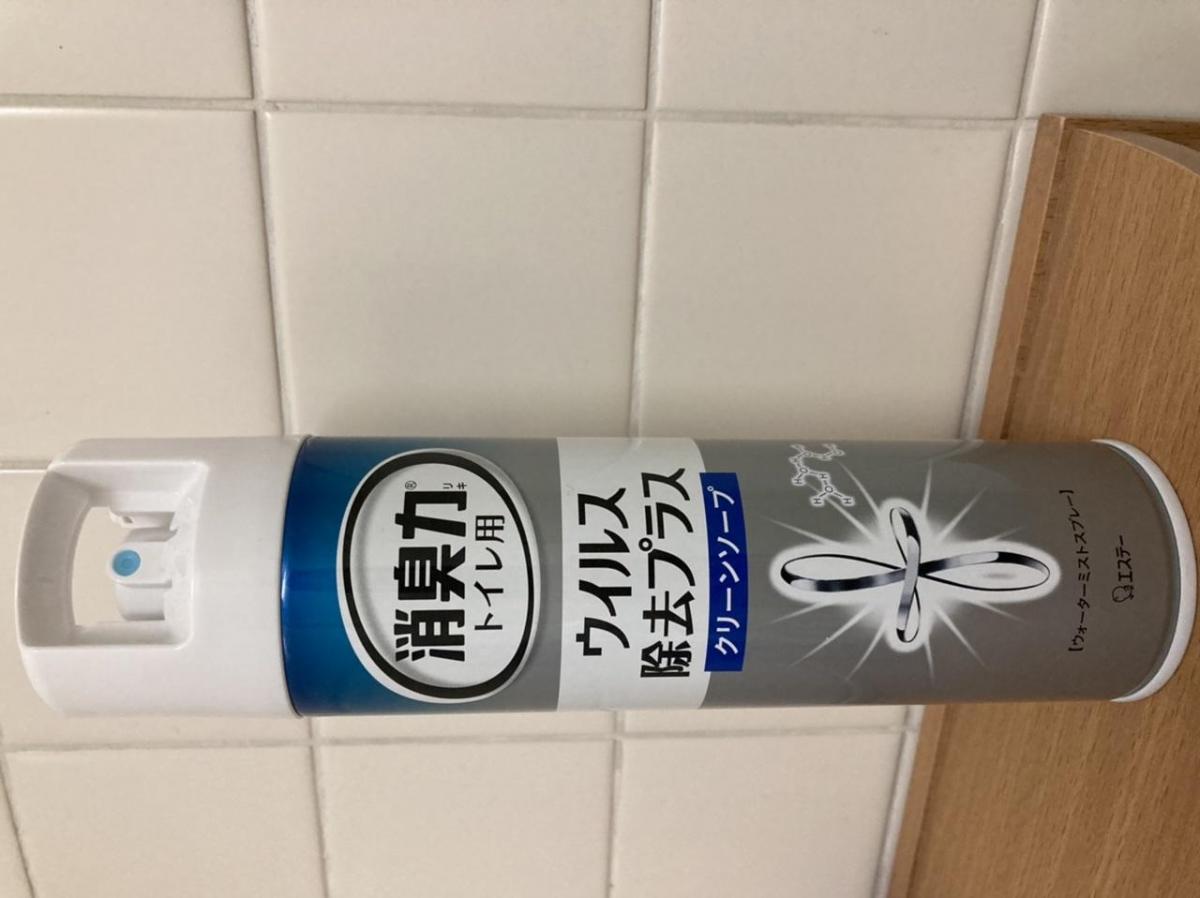 消臭力®
リキ
トイレ用
ウイルス
除去プラス
クリーンソープ
[ウォーターミストスプレー]
エステー